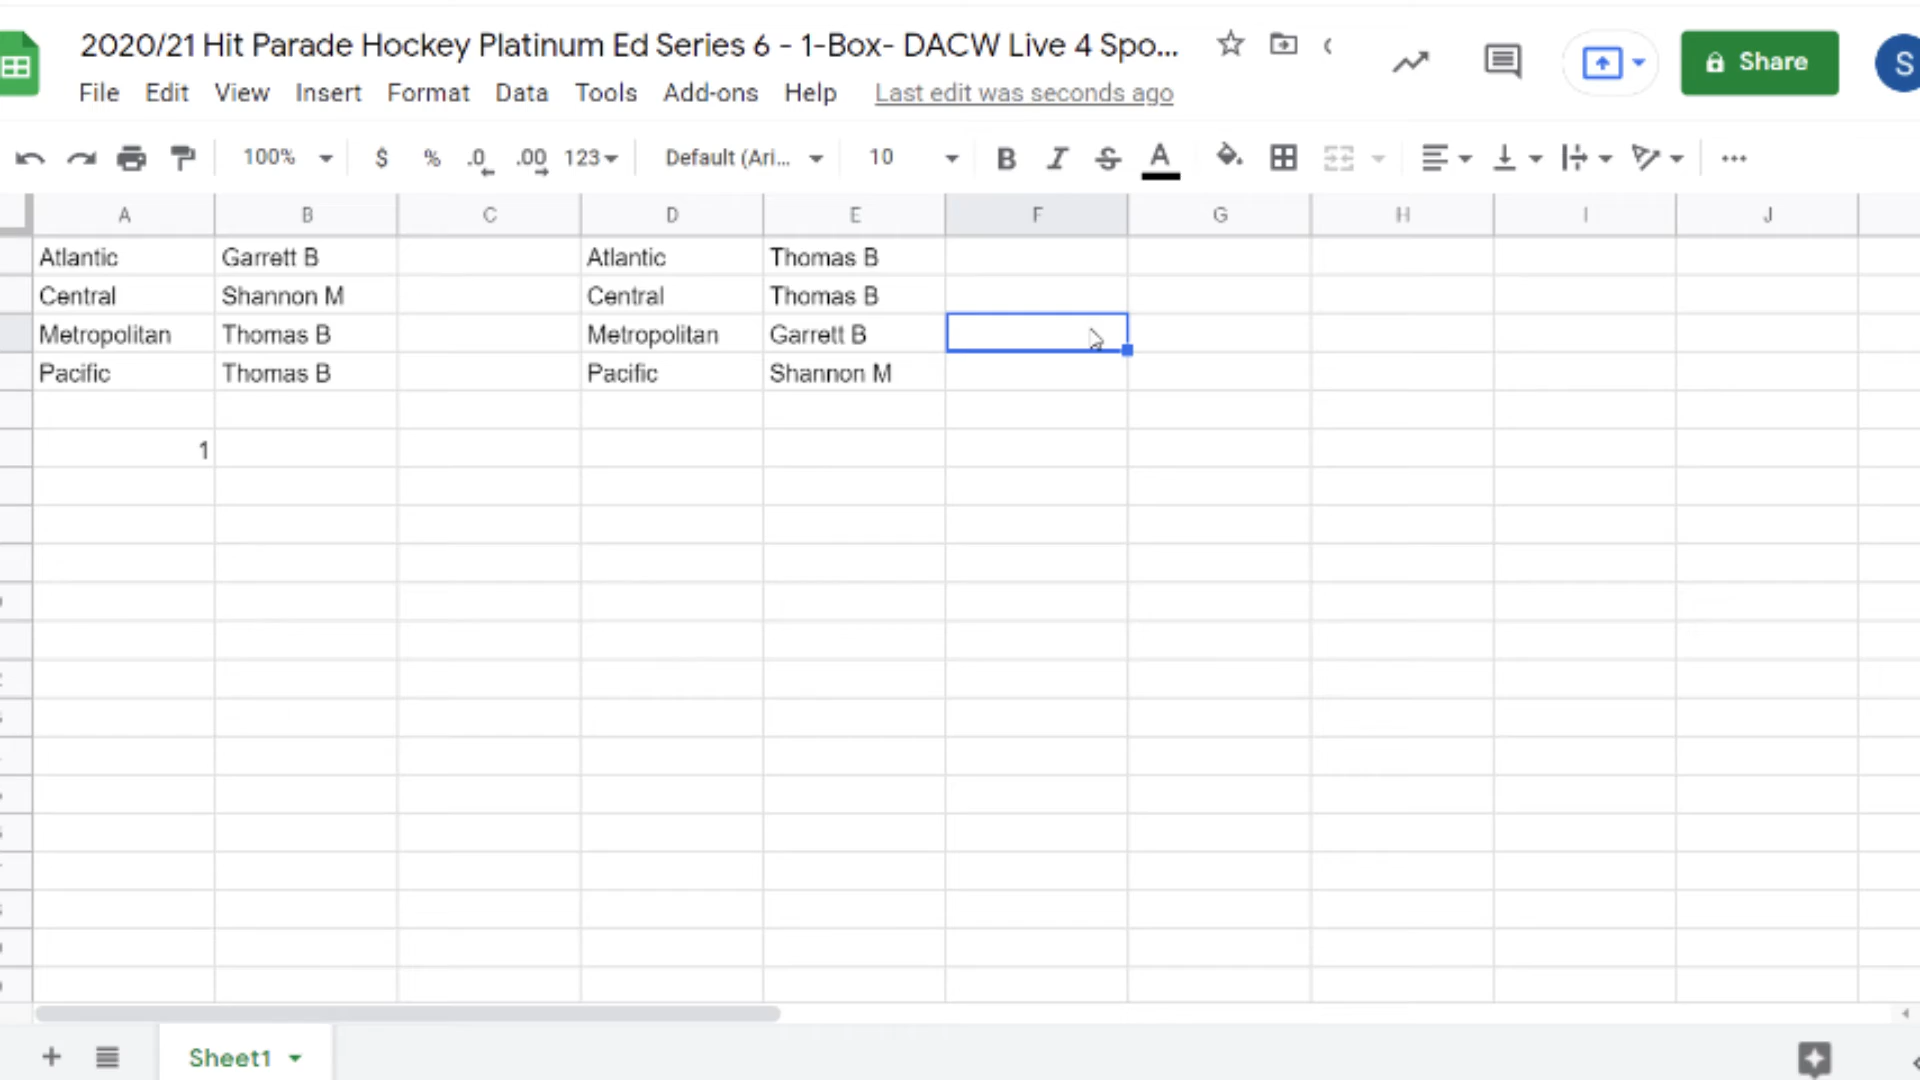 2020/21 Hit Parade Hockey Platinum Ed Series 6 - 1-Box- DACW Live 4 Spo...
Share
S
File Edit View Insert Format Data Tools Add-ons Help Last edit was seconds ago
100% $ % .0 .00 123 Default (Ari... 10 B I S A
A B C D E F G H I J
Atlantic Garrett B Atlantic Thomas B
Central Shannon M Central Thomas B
Metropolitan Thomas B Metropolitan Garrett B
Pacific Thomas B Pacific Shannon M
1
Sheet1